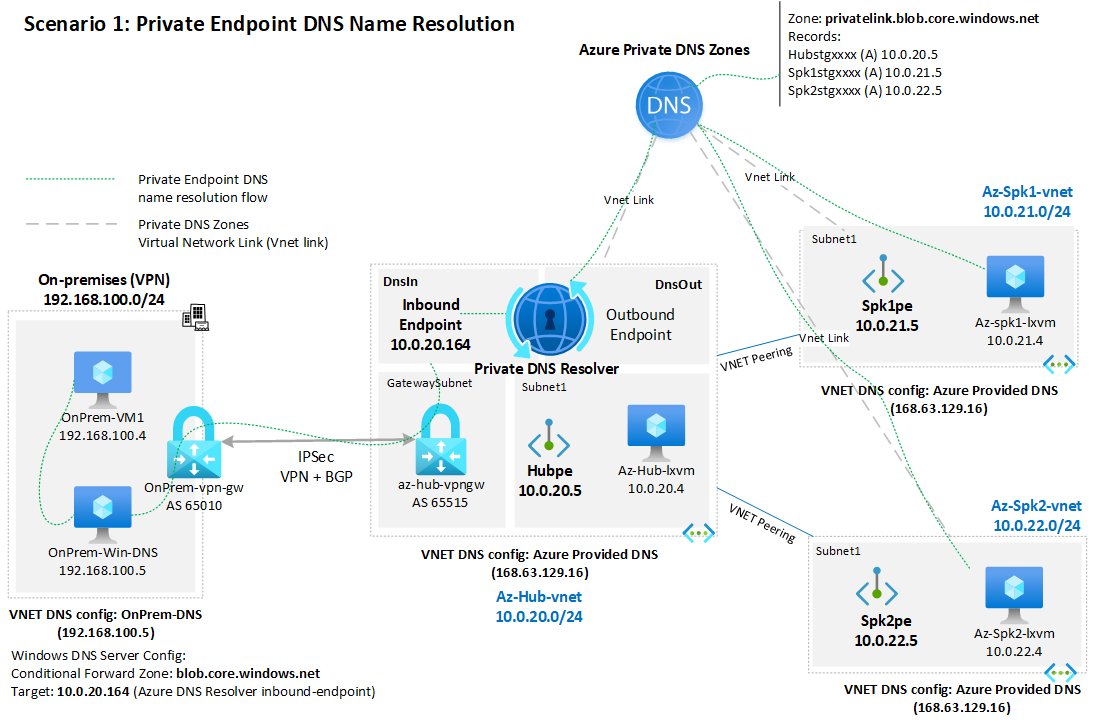 Scenario 1: Private Endpoint DNS Name Resolution
Zone: privatelink.blob.core.windows.net
Records:
Hubstgxxxx (A) 10.0.20.5
Spk1stgxxxx (A) 10.0.21.5
Spk2stgxxxx (A) 10.0.22.5
Azure Private DNS Zones
DNS
Private Endpoint DNS
name resolution flow
Private DNS Zones
Virtual Network Link (Vnet link)
Vnet Link
Vnet Link
Vnet Link
Az-Spk1-vnet
10.0.21.0/24
Subnet1
Spk1pe
10.0.21.5
Az-spk1-lxvm
10.0.21.4
VNET DNS config: Azure Provided DNS
(168.63.129.16)
On-premises (VPN)
192.168.100.0/24
OnPrem-VM1
192.168.100.4
OnPrem-vpn-gw
AS 65010
OnPrem-Win-DNS
192.168.100.5
VNET DNS config: OnPrem-DNS
(192.168.100.5)
Windows DNS Server Config:
Conditional Forward Zone: blob.core.windows.net
Target: 10.0.20.164 (Azure DNS Resolver inbound-endpoint)
IPSec
VPN + BGP
DnsIn
Inbound
Endpoint
10.0.20.164
DnsOut
Outbound
Endpoint
Private DNS Resolver
GatewaySubnet
az-hub-vpngw
AS 65515
Subnet1
Hubpe
10.0.20.5
Az-Hub-lxvm
10.0.20.4
VNET DNS config: Azure Provided DNS
(168.63.129.16)
Az-Hub-vnet
10.0.20.0/24
VNET Peering
VNET Peering
Az-Spk2-vnet
10.0.22.0/24
Subnet1
Spk2pe
10.0.22.5
Az-Spk2-lxvm
10.0.22.4
VNET DNS config: Azure Provided DNS
(168.63.129.16)